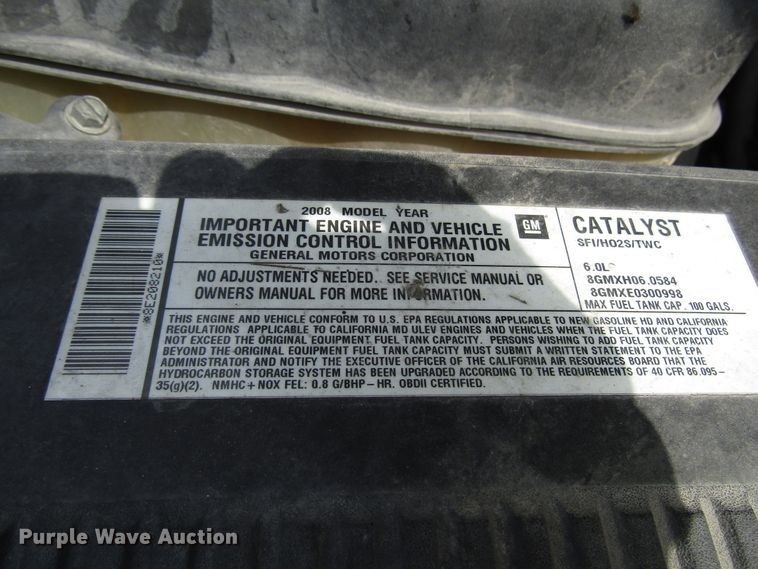 *8E208210*
2008 MODEL YEAR
IMPORTANT ENGINE AND VEHICLE
EMISSION CONTROL INFORMATION
GENERAL MOTORS CORPORATION
GM
NO ADJUSTMENTS NEEDED. SEE SERVICE MANUAL OR
OWNERS MANUAL FOR MORE INFORMATION.
CATALYST
SFI/HO2S/TWC
6.0L
8GMXH06.0584
8GMXE0300998
MAX FUEL TANK CAP. 100 GALS.
THIS ENGINE AND VEHICLE CONFORM TO U.S. EPA REGULATIONS APPLICABLE TO NEW GASOLINE HD AND CALIFORNIA
REGULATIONS APPLICABLE TO CALIFORNIA MD ULEV ENGINES AND VEHICLES WHEN THE FUEL TANK CAPACITY DOES
NOT EXCEED THE ORIGINAL EQUIPMENT FUEL TANK CAPACITY. PERSONS WISHING TO ADD FUEL TANK CAPACITY
BEYOND THE ORIGINAL EQUIPMENT FUEL TANK CAPACITY MUST SUBMIT A WRITTEN STATEMENT TO THE EPA
ADMINISTRATOR AND NOTIFY THE EXECUTIVE OFFICER OF THE CALIFORNIA AIR RESOURCES BOARD THAT THE
HYDROCARBON STORAGE SYSTEM HAS BEEN UPGRADED ACCORDING TO THE REQUIREMENTS OF 40 CFR 86.095-
35(g)(2). NMHC+NOX FEL: 0.8 G/BHP-HR. OBDII CERTIFIED.
Purple Wave Auction®